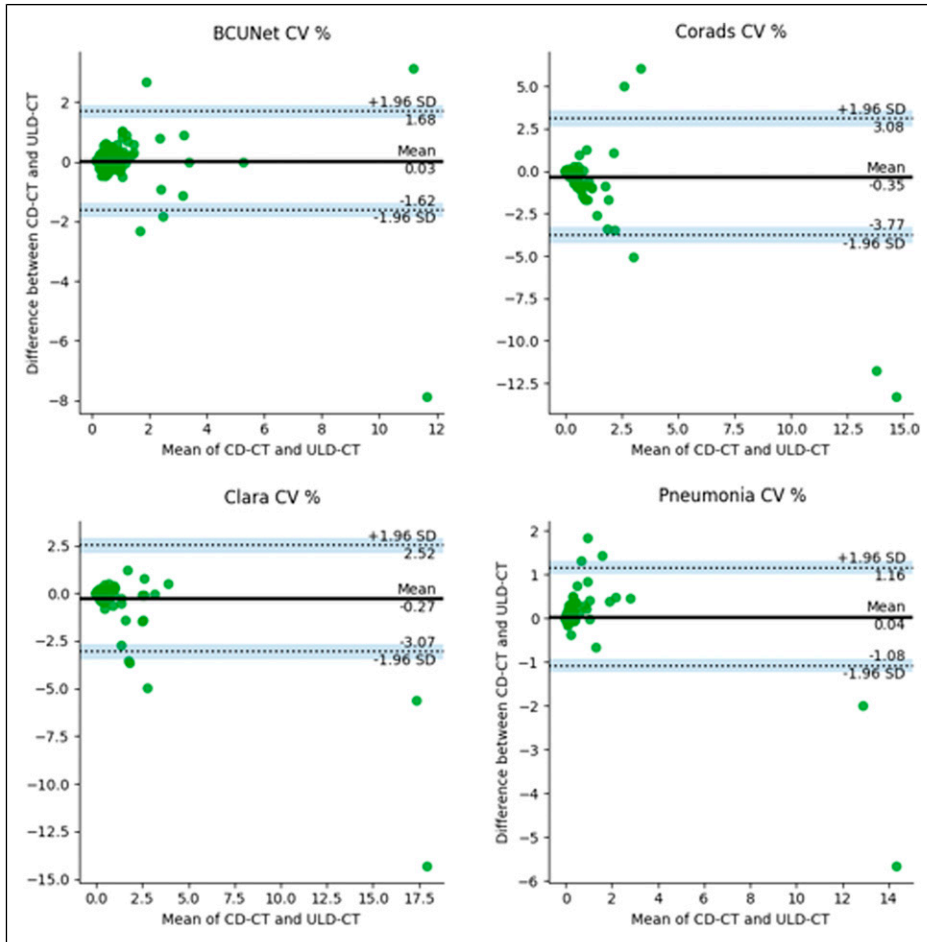 BCUNet CV %
Difference between CD-CT and ULD-CT
2
0
−2
−4
−6
−8
+1.96 SD
1.68
Mean
0.03
-1.62
-1.96 SD
0 2 4 6 8 10 12
Mean of CD-CT and ULD-CT
Corads CV %
5.0
2.5
0.0
−2.5
−5.0
−7.5
−10.0
−12.5
+1.96 SD
3.08
Mean
-0.35
-3.77
-1.96 SD
0.0 2.5 5.0 7.5 10.0 12.5 15.0
Mean of CD-CT and ULD-CT
Clara CV %
2.5
0.0
−2.5
−5.0
−7.5
−10.0
−12.5
−15.0
+1.96 SD
2.52
Mean
-0.27
-3.07
-1.96 SD
0.0 2.5 5.0 7.5 10.0 12.5 15.0 17.5
Mean of CD-CT and ULD-CT
Pneumonia CV %
Difference between CD-CT and ULD-CT
2
1
0
−1
−2
−3
−4
−5
−6
+1.96 SD
1.16
Mean
0.04
-1.08
-1.96 SD
0 2 4 6 8 10 12 14
Mean of CD-CT and ULD-CT